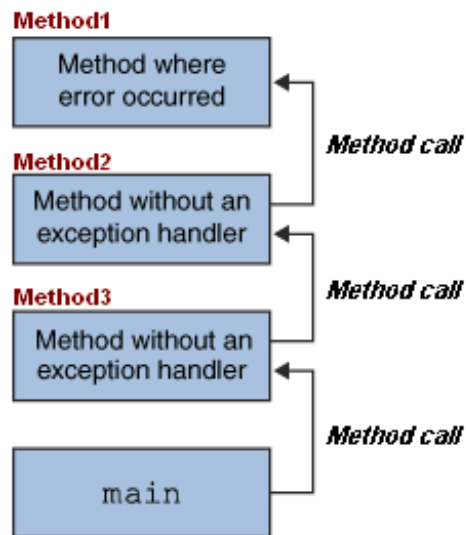 Method1
Method where
error occurred
Method call
Method2
Method without an
exception handler
Method call
Method3
Method without an
exception handler
Method call
main